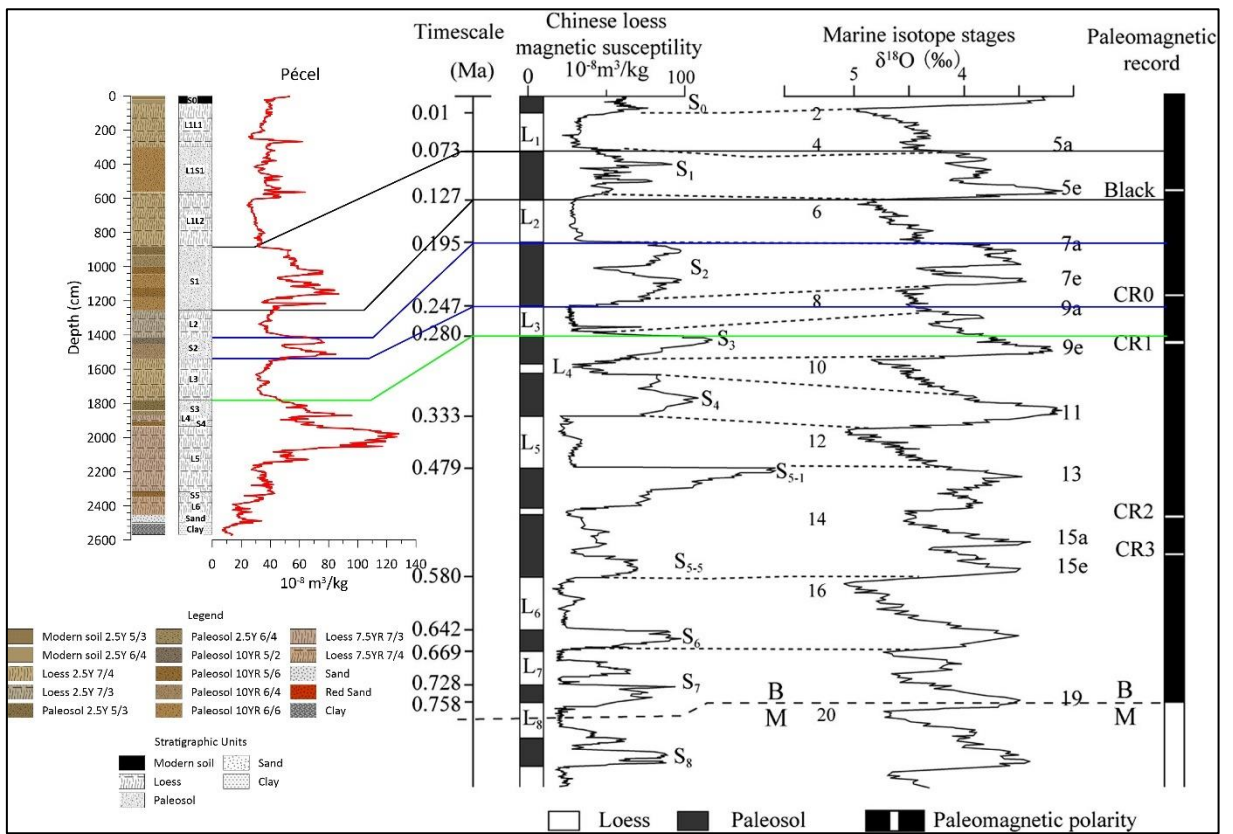 Pécel
Timescale
(Ma)
Chinese loess
magnetic susceptility
10⁻⁸m³/kg
0 100
Marine isotope stages
δ¹⁸O (‰)
5 4
Paleomagnetic
record
Depth (cm)
0
200
400
600
800
1000
1200
1400
1600
1800
2000
2200
2400
2600
S0
L1L1
L1S1
L1L2
S1
L2
S2
L3
S3
L4
S4
L5
S5
L6
Sand
Clay
0 20 40 60 80 100 120 140
10⁻⁸ m³/kg
0.01
0.073
0.127
0.195
0.247
0.280
0.333
0.479
0.580
0.642
0.669
0.728
0.758
L₁
L₂
L₃
L₄
L₅
L₆
L₇
L₈
S₀
S₁
S₂
S₃
S₄
S₅₋₁
S₅₋₅
S₆
S₇
S₈
2
4
6
8
10
12
14
16
20
B
M
5a
5e
7a
7e
9a
9e
11
13
15a
15e
19
Black
CR0
CR1
CR2
CR3
B
M
Legend
Modern soil 2.5Y 5/3
Modern soil 2.5Y 6/4
Loess 2.5Y 7/4
Loess 2.5Y 7/3
Paleosol 2.5Y 5/3
Paleosol 2.5Y 6/4
Paleosol 10YR 5/2
Paleosol 10YR 5/6
Paleosol 10YR 6/4
Paleosol 10YR 6/6
Loess 7.5YR 7/3
Loess 7.5YR 7/4
Sand
Red Sand
Clay
Stratigraphic Units
Modern soil
Loess
Paleosol
Sand
Clay
Loess
Paleosol
Paleomagnetic polarity